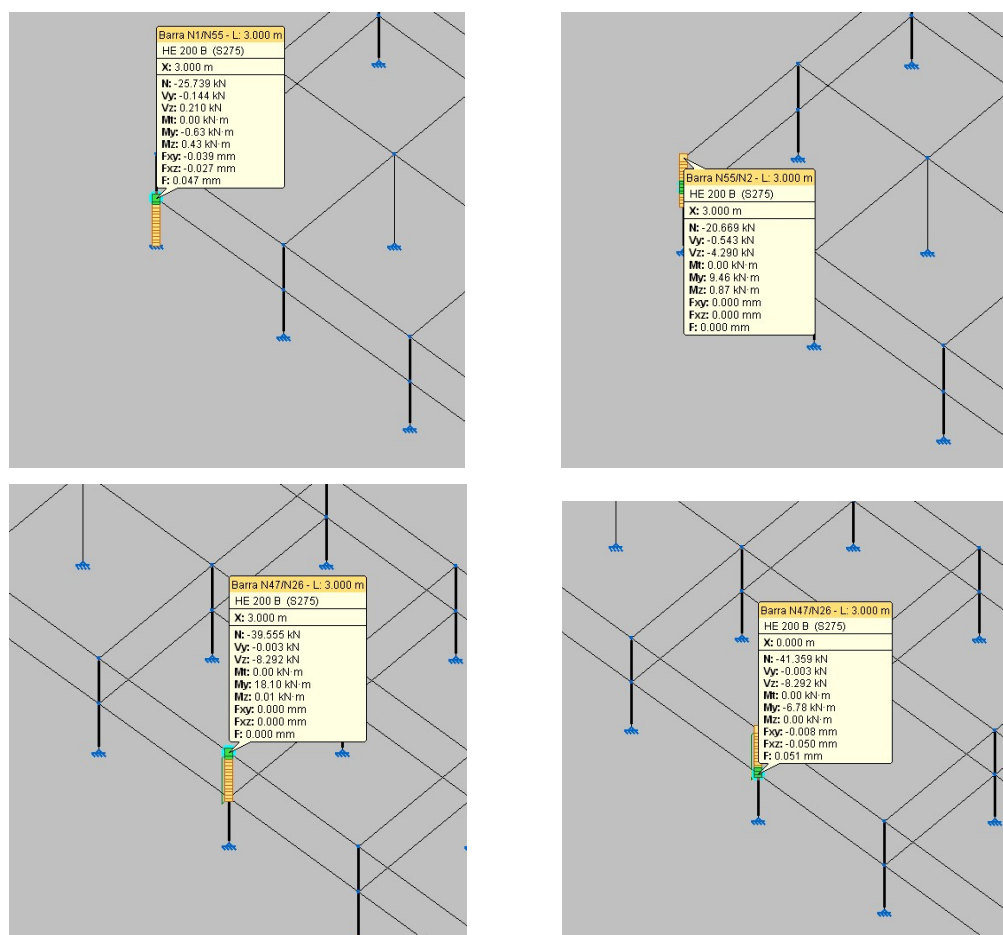 Barra N1/N55 - L: 3.000 m
HE 200 B (S275)
X: 3.000 m
N: -25.739 kN
Vy: -0.144 kN
Vz: 0.210 kN
Mt: 0.00 kN·m
My: -0.63 kN·m
Mz: 0.43 kN·m
Fxy: -0.039 mm
Fxz: -0.027 mm
F: 0.047 mm
Barra N55/N2 - L: 3.000 m
HE 200 B (S275)
X: 3.000 m
N: -20.669 kN
Vy: -0.543 kN
Vz: -4.290 kN
Mt: 0.00 kN·m
My: 9.46 kN·m
Mz: 0.87 kN·m
Fxy: 0.000 mm
Fxz: 0.000 mm
F: 0.000 mm
Barra N47/N26 - L: 3.000 m
HE 200 B (S275)
X: 3.000 m
N: -39.555 kN
Vy: -0.003 kN
Vz: -8.292 kN
Mt: 0.00 kN·m
My: 18.10 kN·m
Mz: 0.01 kN·m
Fxy: 0.000 mm
Fxz: 0.000 mm
F: 0.000 mm
Barra N47/N26 - L: 3.000 m
HE 200 B (S275)
X: 0.000 m
N: -41.359 kN
Vy: -0.003 kN
Vz: -8.292 kN
Mt: 0.00 kN·m
My: -6.78 kN·m
Mz: 0.00 kN·m
Fxy: -0.008 mm
Fxz: -0.050 mm
F: 0.051 mm